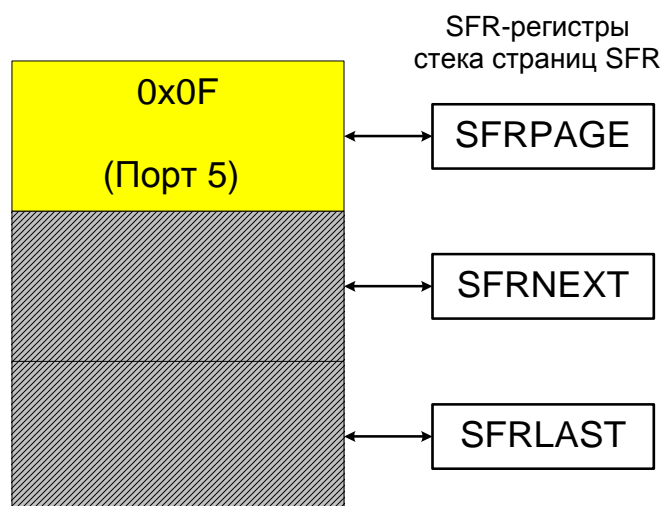 SFR-регистры
стека страниц SFR
0x0F
(Порт 5)
SFRPAGE
SFRNEXT
SFRLAST